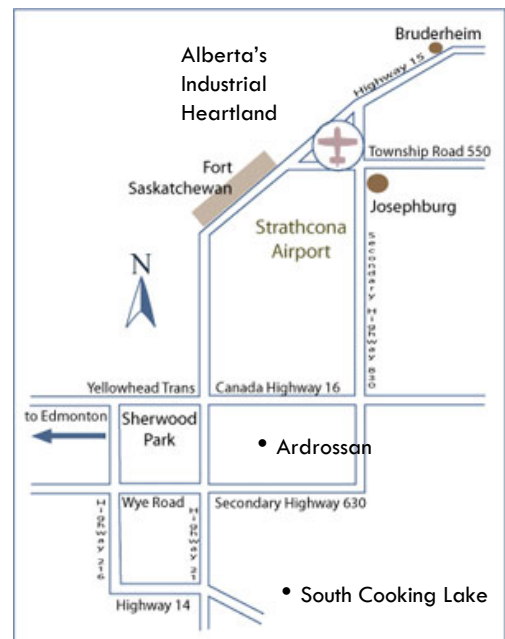 Bruderheim
Alberta's
Industrial
Heartland
Highway 15
Township Road 550
Fort
Saskatchewan
Josephburg
Strathcona
Airport
Secondary Highway 830
N
Yellowhead Trans
Canada Highway 16
to Edmonton
Sherwood
Park
• Ardrossan
Wye Road
Secondary Highway 630
Highway 216
Highway 21
Highway 14
• South Cooking Lake